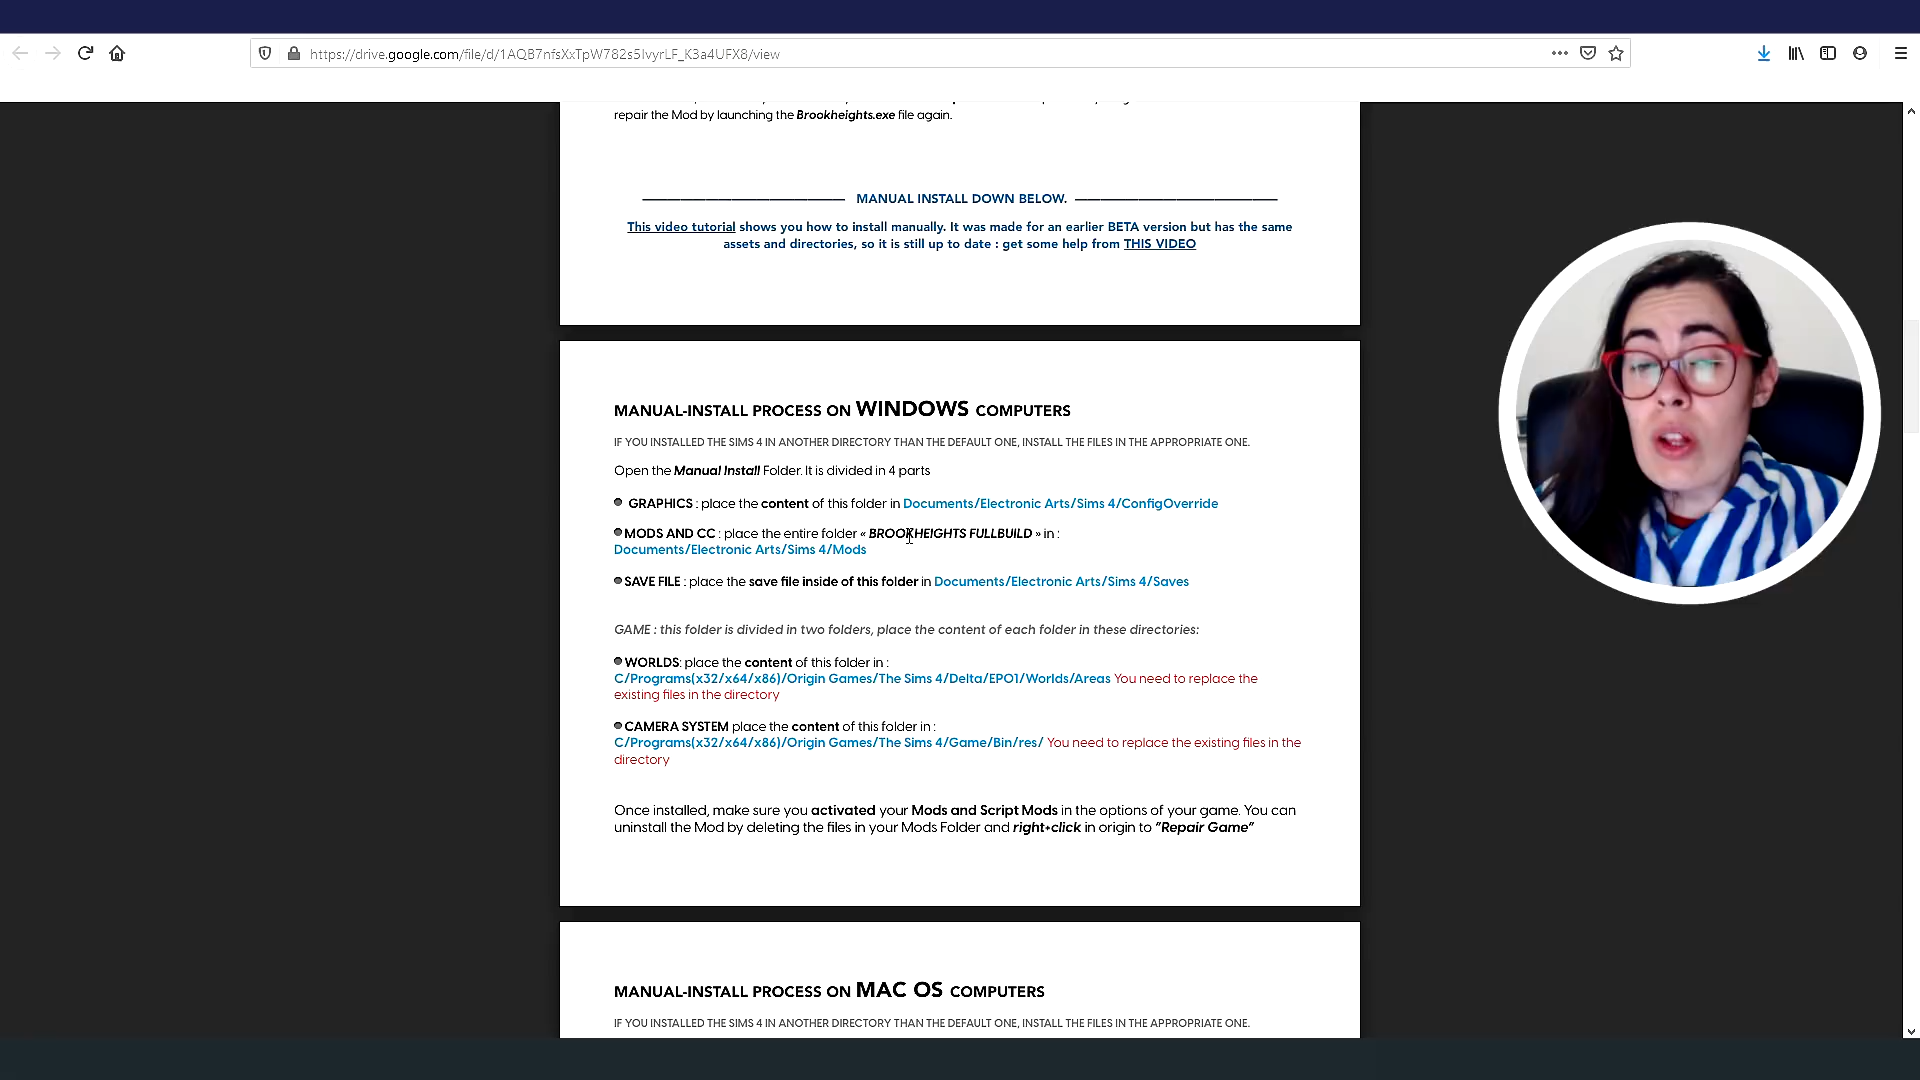 https://drive.google.com/file/d/1AQB7nfsXxTpW782s5IvyrLF_K3a4UFX8/view
repair the Mod by launching the Brookheights.exe file again.
MANUAL INSTALL DOWN BELOW.
This video tutorial shows you how to install manually. It was made for an earlier BETA version but has the same
assets and directories, so it is still up to date : get some help from THIS VIDEO
MANUAL-INSTALL PROCESS ON WINDOWS COMPUTERS
IF YOU INSTALLED THE SIMS 4 IN ANOTHER DIRECTORY THAN THE DEFAULT ONE, INSTALL THE FILES IN THE APPROPRIATE ONE.
Open the Manual Install Folder. It is divided in 4 parts
GRAPHICS : place the content of this folder in Documents/Electronic Arts/Sims 4/ConfigOverride
MODS AND CC : place the entire folder « BROOKHEIGHTS FULLBUILD » in :
Documents/Electronic Arts/Sims 4/Mods
SAVE FILE : place the save file inside of this folder in Documents/Electronic Arts/Sims 4/Saves
GAME : this folder is divided in two folders, place the content of each folder in these directories:
WORLDS: place the content of this folder in :
C/Programs(x32/x64/x86)/Origin Games/The Sims 4/Delta/EPO1/Worlds/Areas You need to replace the
existing files in the directory
CAMERA SYSTEM place the content of this folder in :
C/Programs(x32/x64/x86)/Origin Games/The Sims 4/Game/Bin/res/ You need to replace the existing files in the
directory
Once installed, make sure you activated your Mods and Script Mods in the options of your game. You can
uninstall the Mod by deleting the files in your Mods Folder and right+click in origin to "Repair Game"
MANUAL-INSTALL PROCESS ON MAC OS COMPUTERS
IF YOU INSTALLED THE SIMS 4 IN ANOTHER DIRECTORY THAN THE DEFAULT ONE, INSTALL THE FILES IN THE APPROPRIATE ONE.